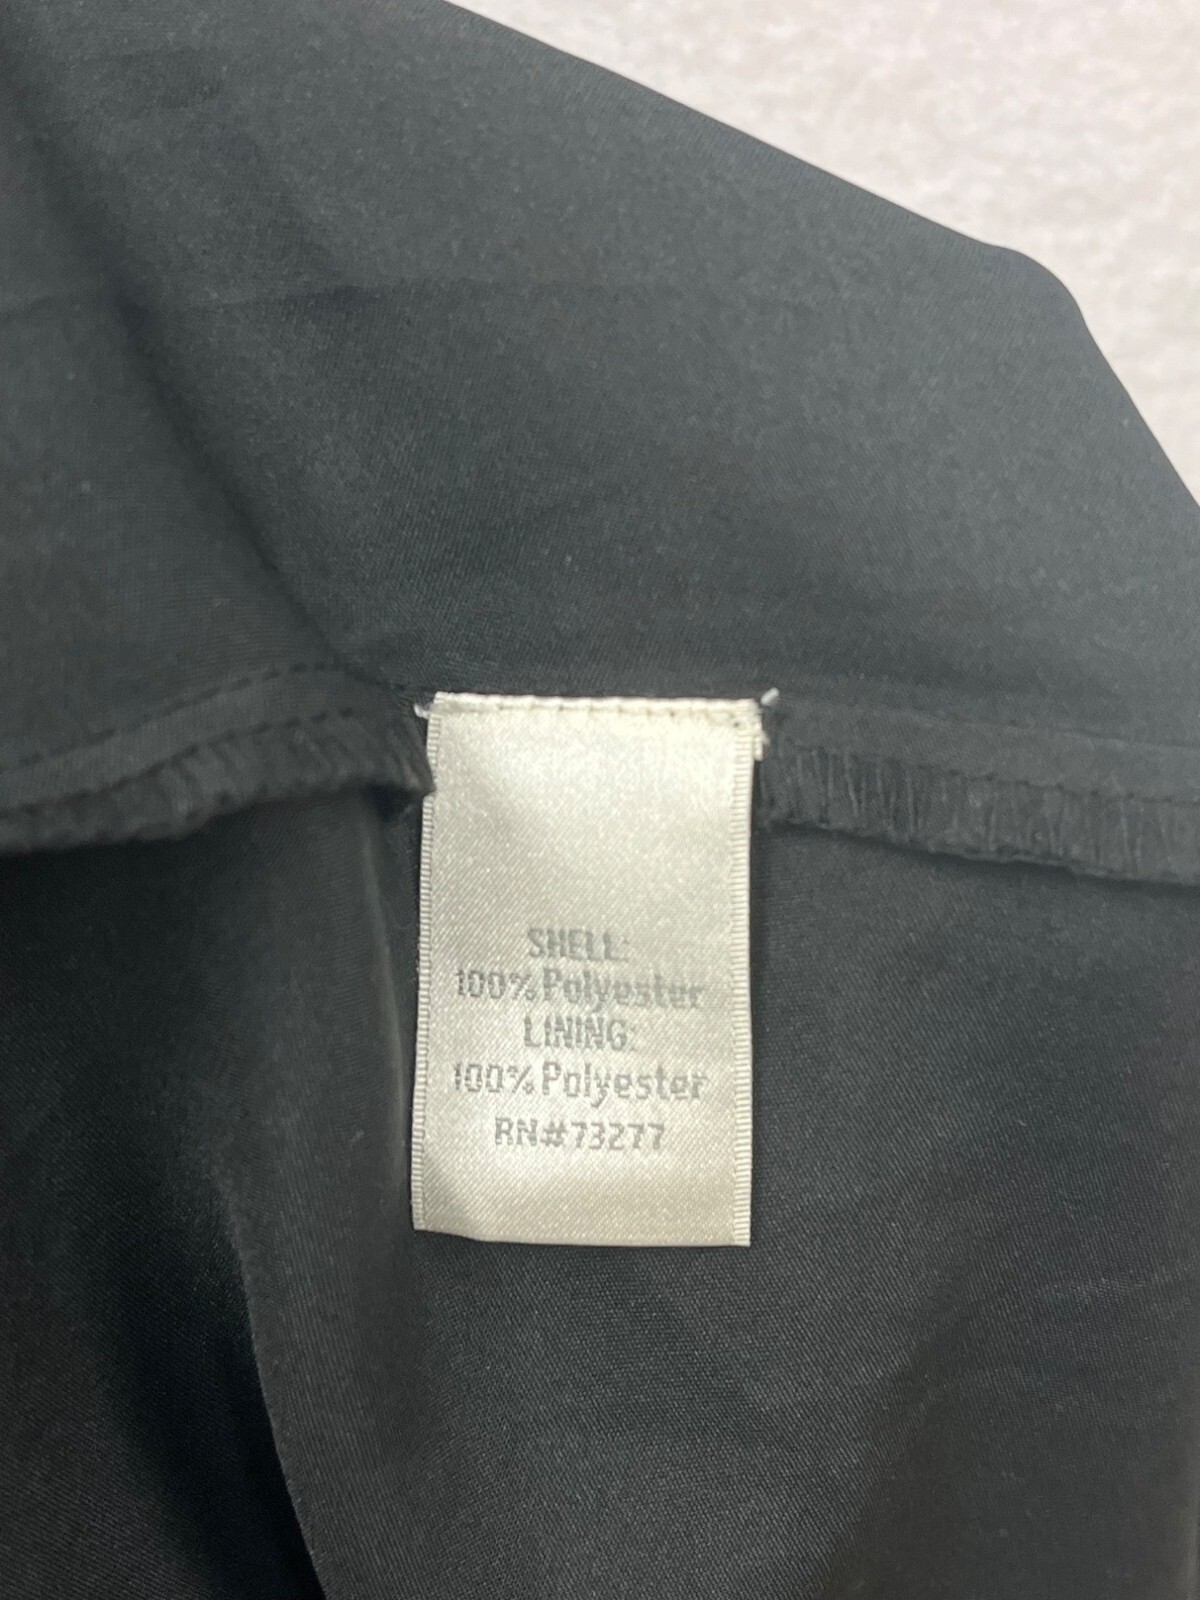 SHELL:
100% Polyester
LINING:
100% Polyester
RN#73277